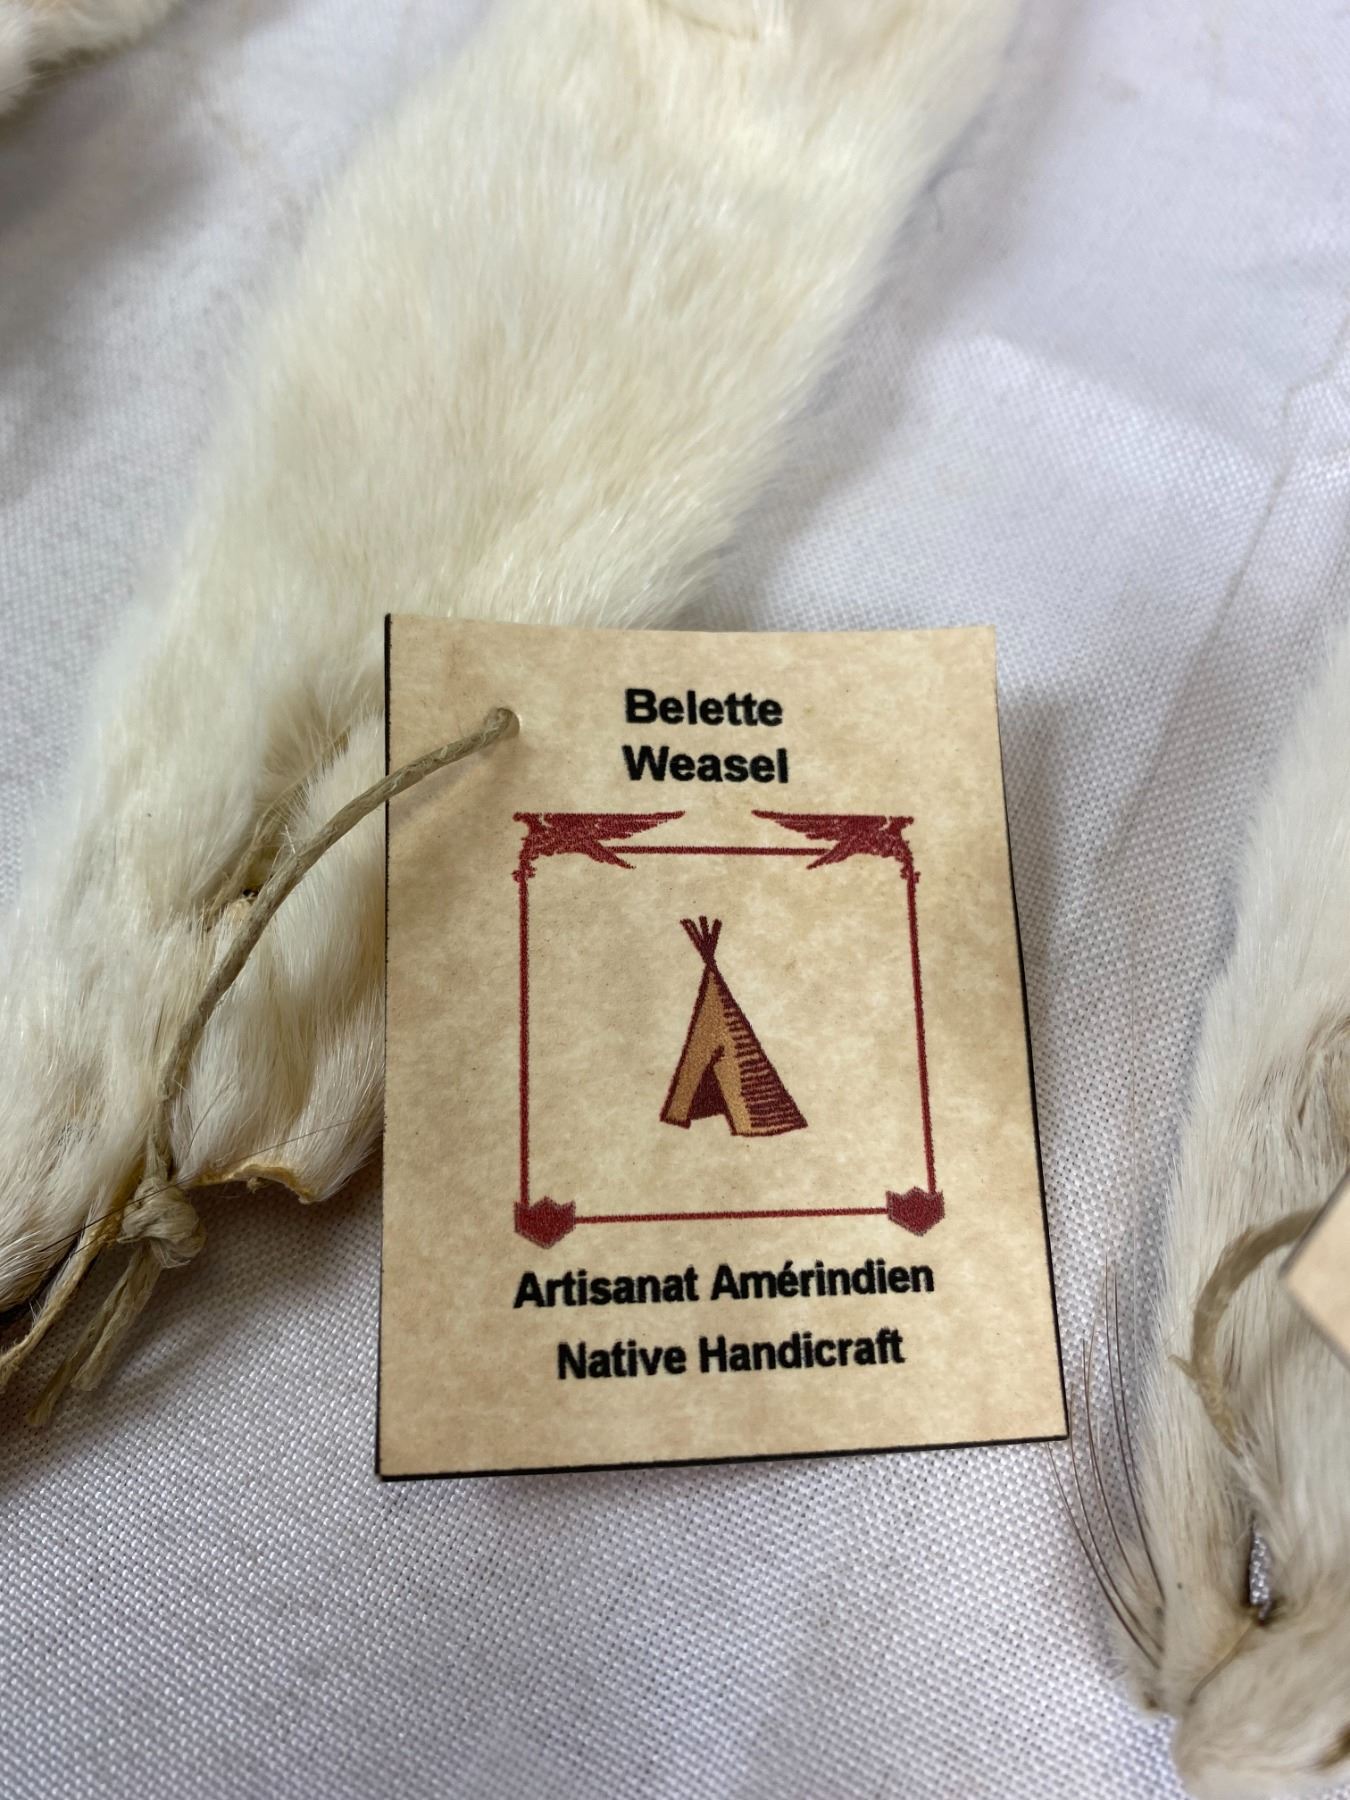 Belette
Weasel
Artisanat Amérindien
Native Handicraft